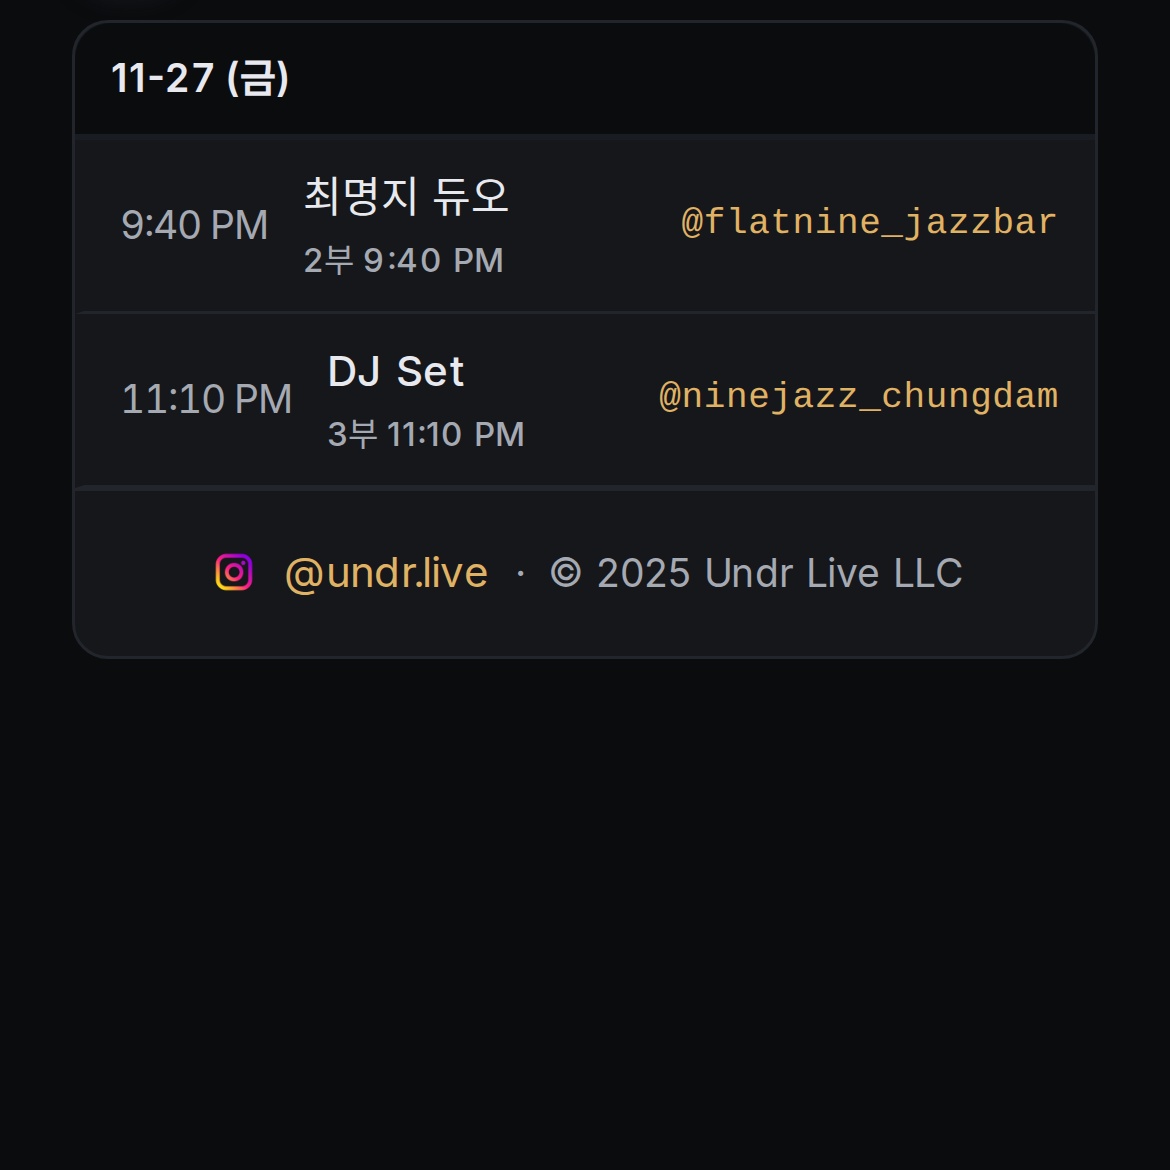 11-27 (금)
9:40 PM
최명지 듀오
2부 9:40 PM
@flatnine_jazzbar
11:10 PM
DJ Set
3부 11:10 PM
@ninejazz_chungdam
@undr.live · © 2025 Undr Live LLC